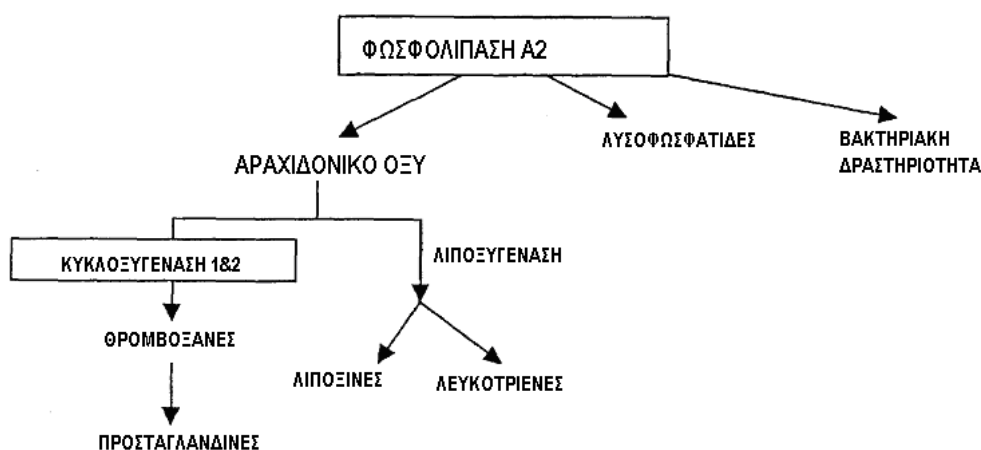 ΦΩΣΦΟΛΙΠΑΣΗ Α2
ΛΥΣΟΦΩΣΦΑΤΙΔΕΣ
ΒΑΚΤΗΡΙΑΚΗ
ΔΡΑΣΤΗΡΙΟΤΗΤΑ
ΑΡΑΧΙΔΟΝΙΚΟ ΟΞΥ
ΛΙΠΟΞΥΓΕΝΑΣΗ
ΚΥΚΛΟΞΥΓΕΝΑΣΗ 1&2
ΘΡΟΜΒΟΞΑΝΕΣ
ΛΙΠΟΞΙΝΕΣ
ΛΕΥΚΟΤΡΙΕΝΕΣ
ΠΡΟΣΤΑΓΛΑΝΔΙΝΕΣ